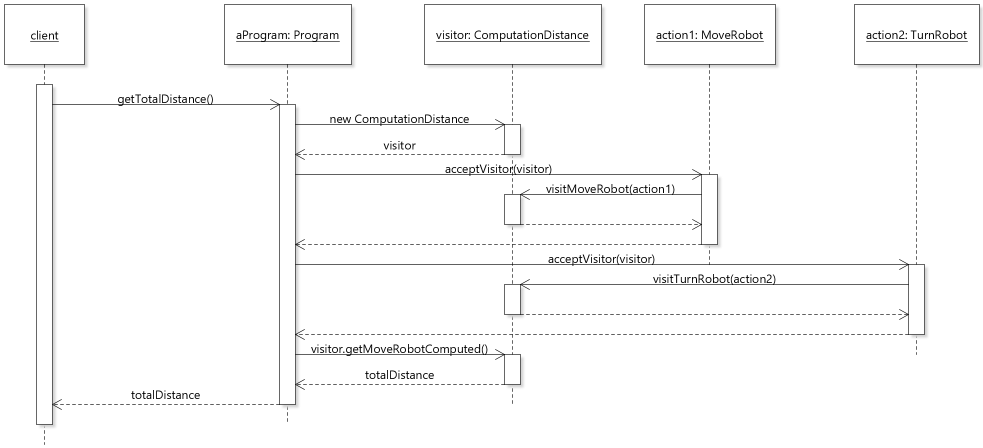 client
aProgram: Program
visitor: ComputationDistance
action1: MoveRobot
action2: TurnRobot
getTotalDistance()
new ComputationDistance
visitor
acceptVisitor(visitor)
visitMoveRobot(action1)
acceptVisitor(visitor)
visitTurnRobot(action2)
visitor.getMoveRobotComputed()
totalDistance
totalDistance